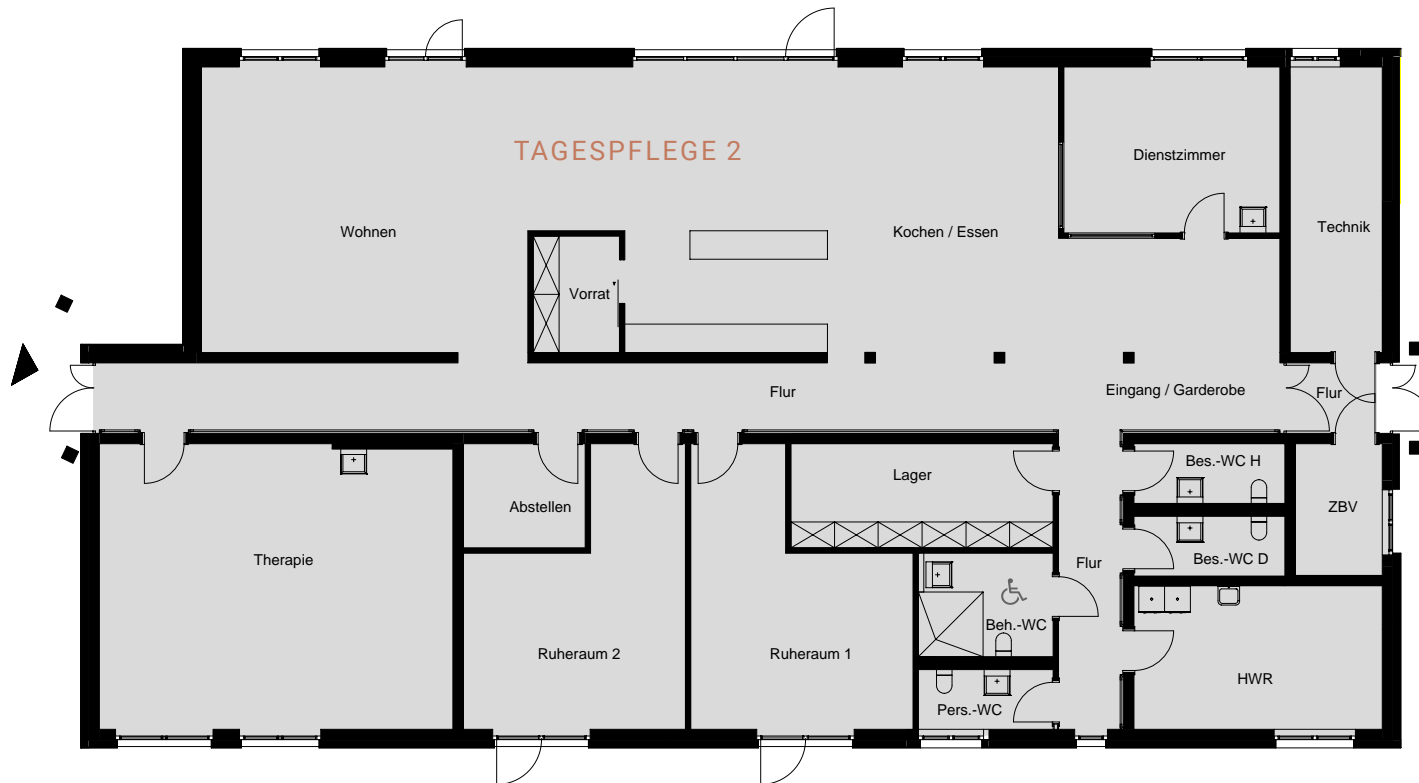 TAGESPFLEGE 2
Dienstzimmer
Wohnen
Kochen / Essen
Technik
Vorrat
Flur
Eingang / Garderobe
Flur
Bes.-WC H
Lager
Abstellen
ZBV
Therapie
Flur
Bes.-WC D
Beh.-WC
Ruheraum 2
Ruheraum 1
HWR
Pers.-WC